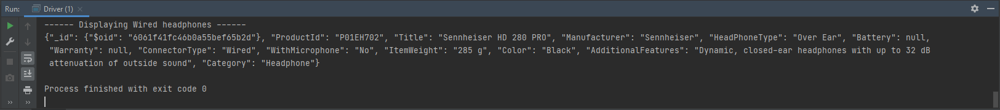 Run: Driver (1) ×
------ Displaying Wired headphones ------
{"_id": {"$oid": "6061f41fc46b0a55bef65b2d"}, "ProductId": "P01EH702", "Title": "Sennheiser HD 280 PRO", "Manufacturer": "Sennheiser", "HeadPhoneType": "Over Ear", "Battery": null,
"Warranty": null, "ConnectorType": "Wired", "WithMicrophone": "No", "ItemWeight": "285 g", "Color": "Black", "AdditionalFeatures": "Dynamic, closed-ear headphones with up to 32 dB
attenuation of outside sound", "Category": "Headphone"}
Process finished with exit code 0